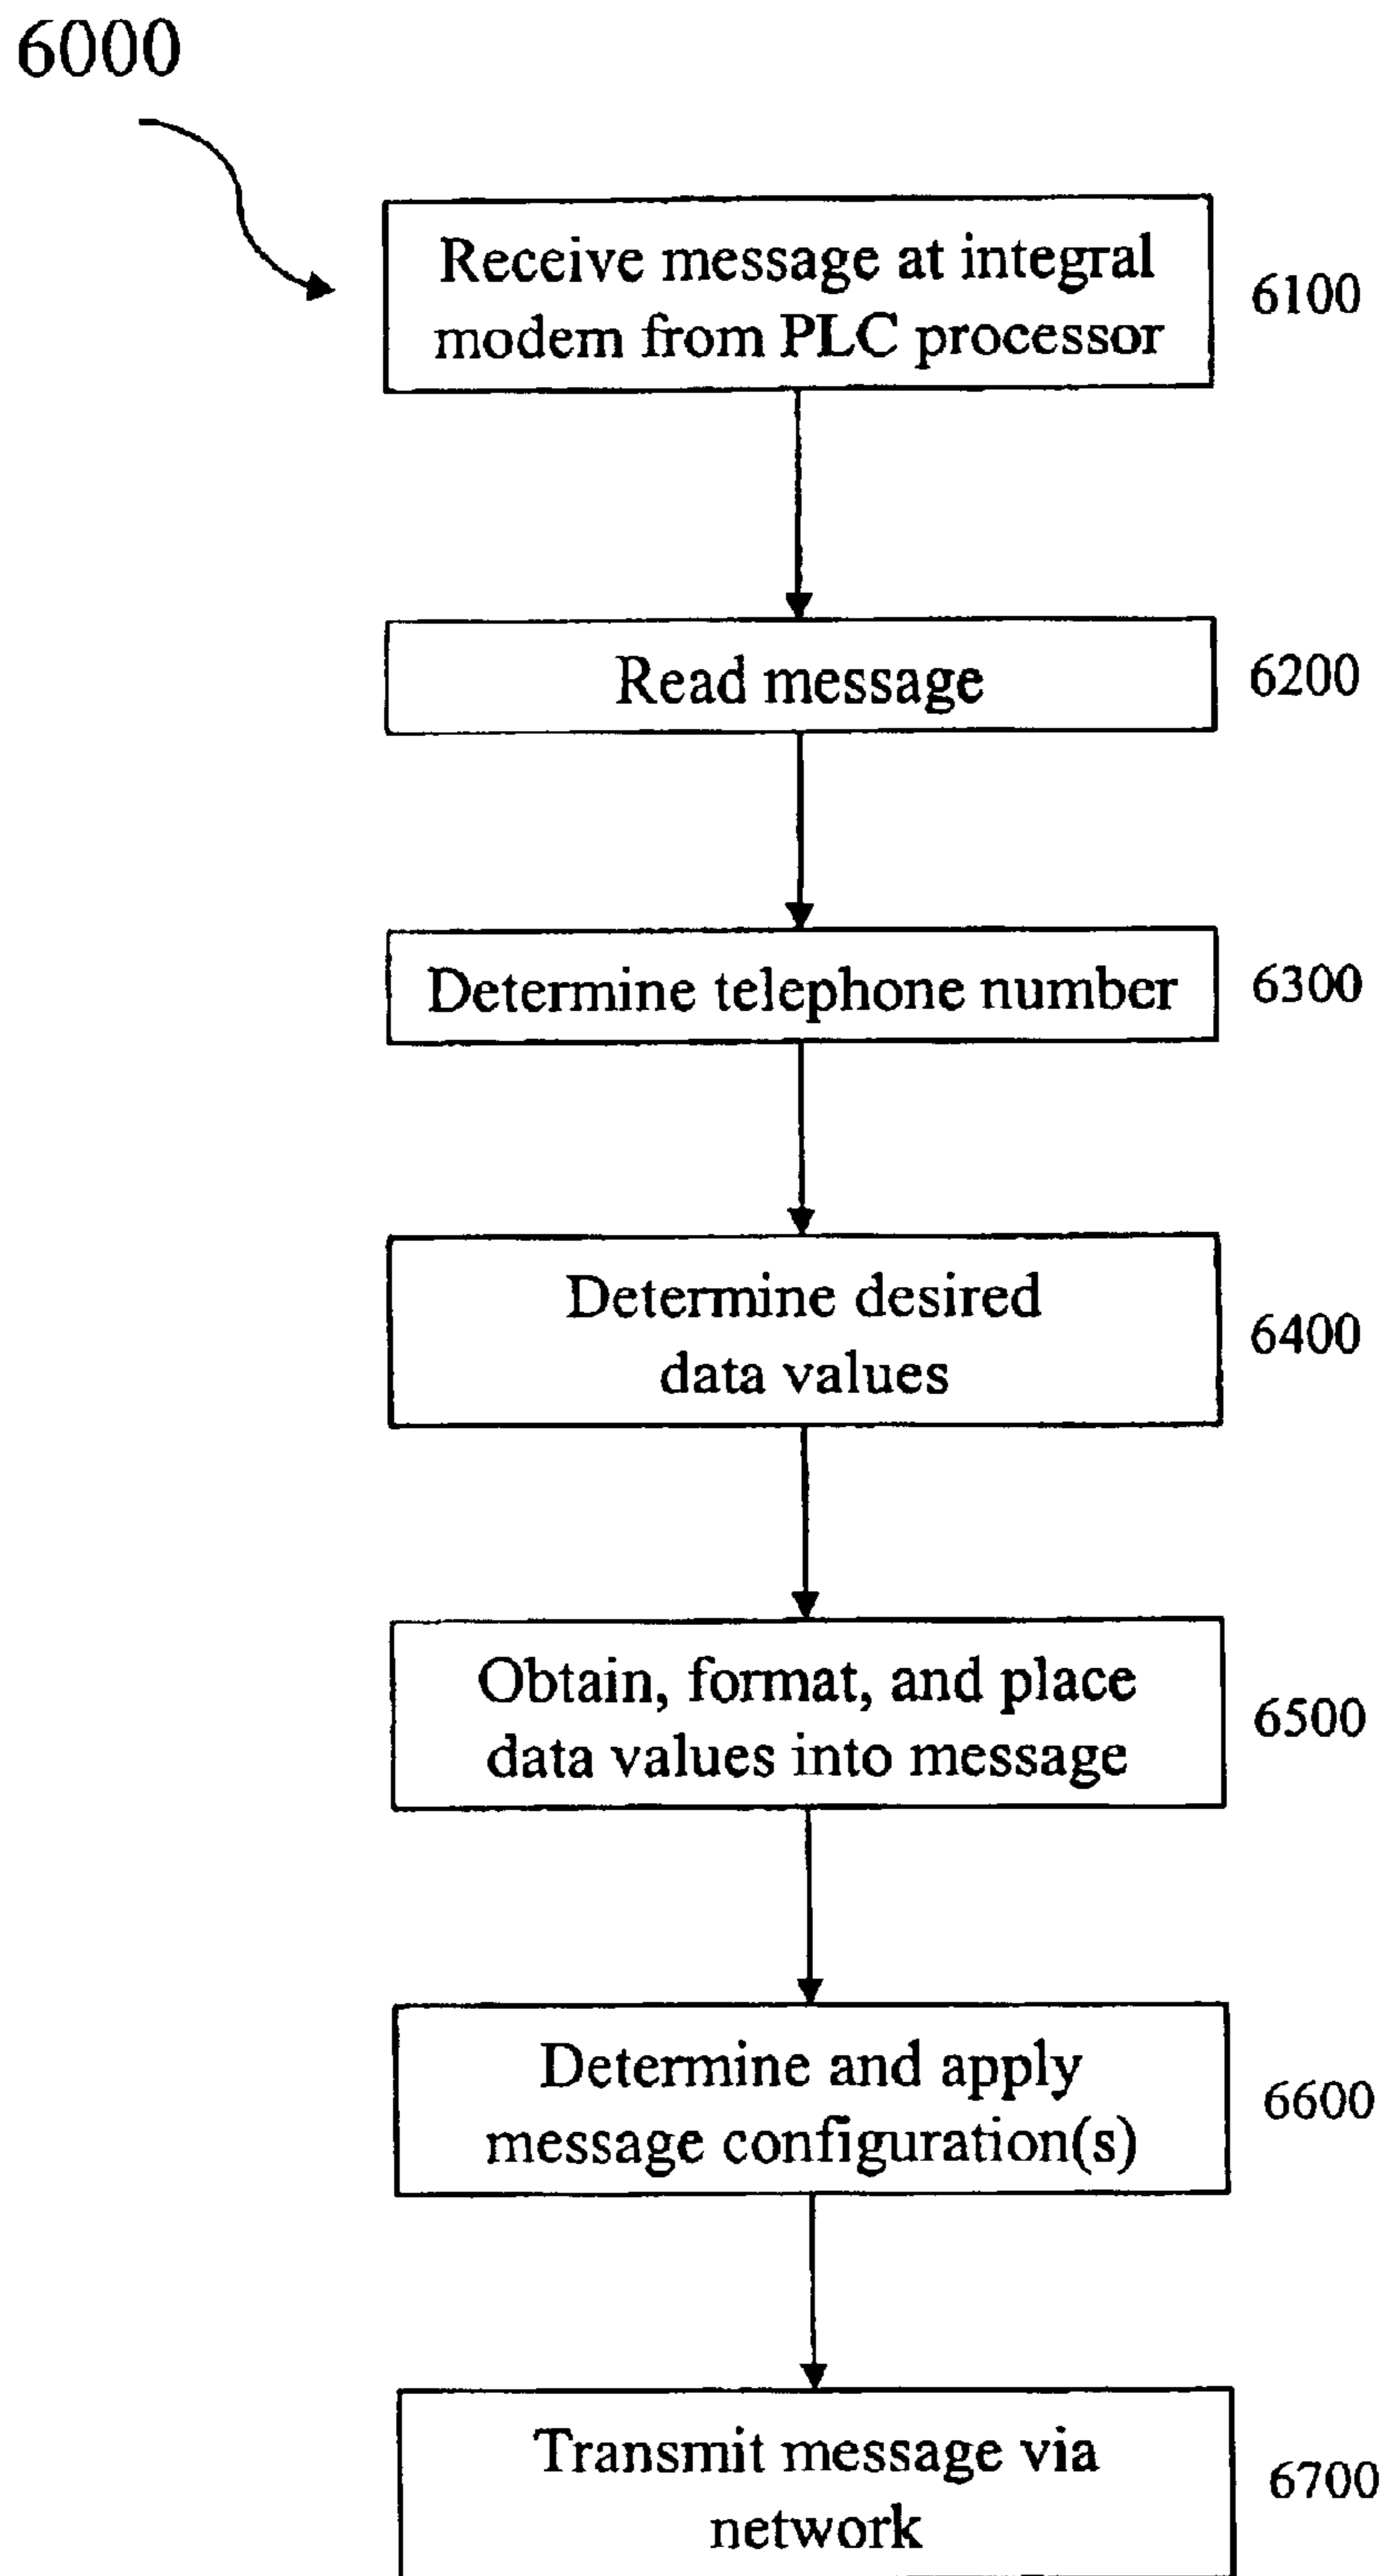 6000
Receive message at integral
modem from PLC processor
6100
Read message
6200
Determine telephone number
6300
Determine desired
data values
6400
Obtain, format, and place
data values into message
6500
Determine and apply
message configuration(s)
6600
Transmit message via
network
6700